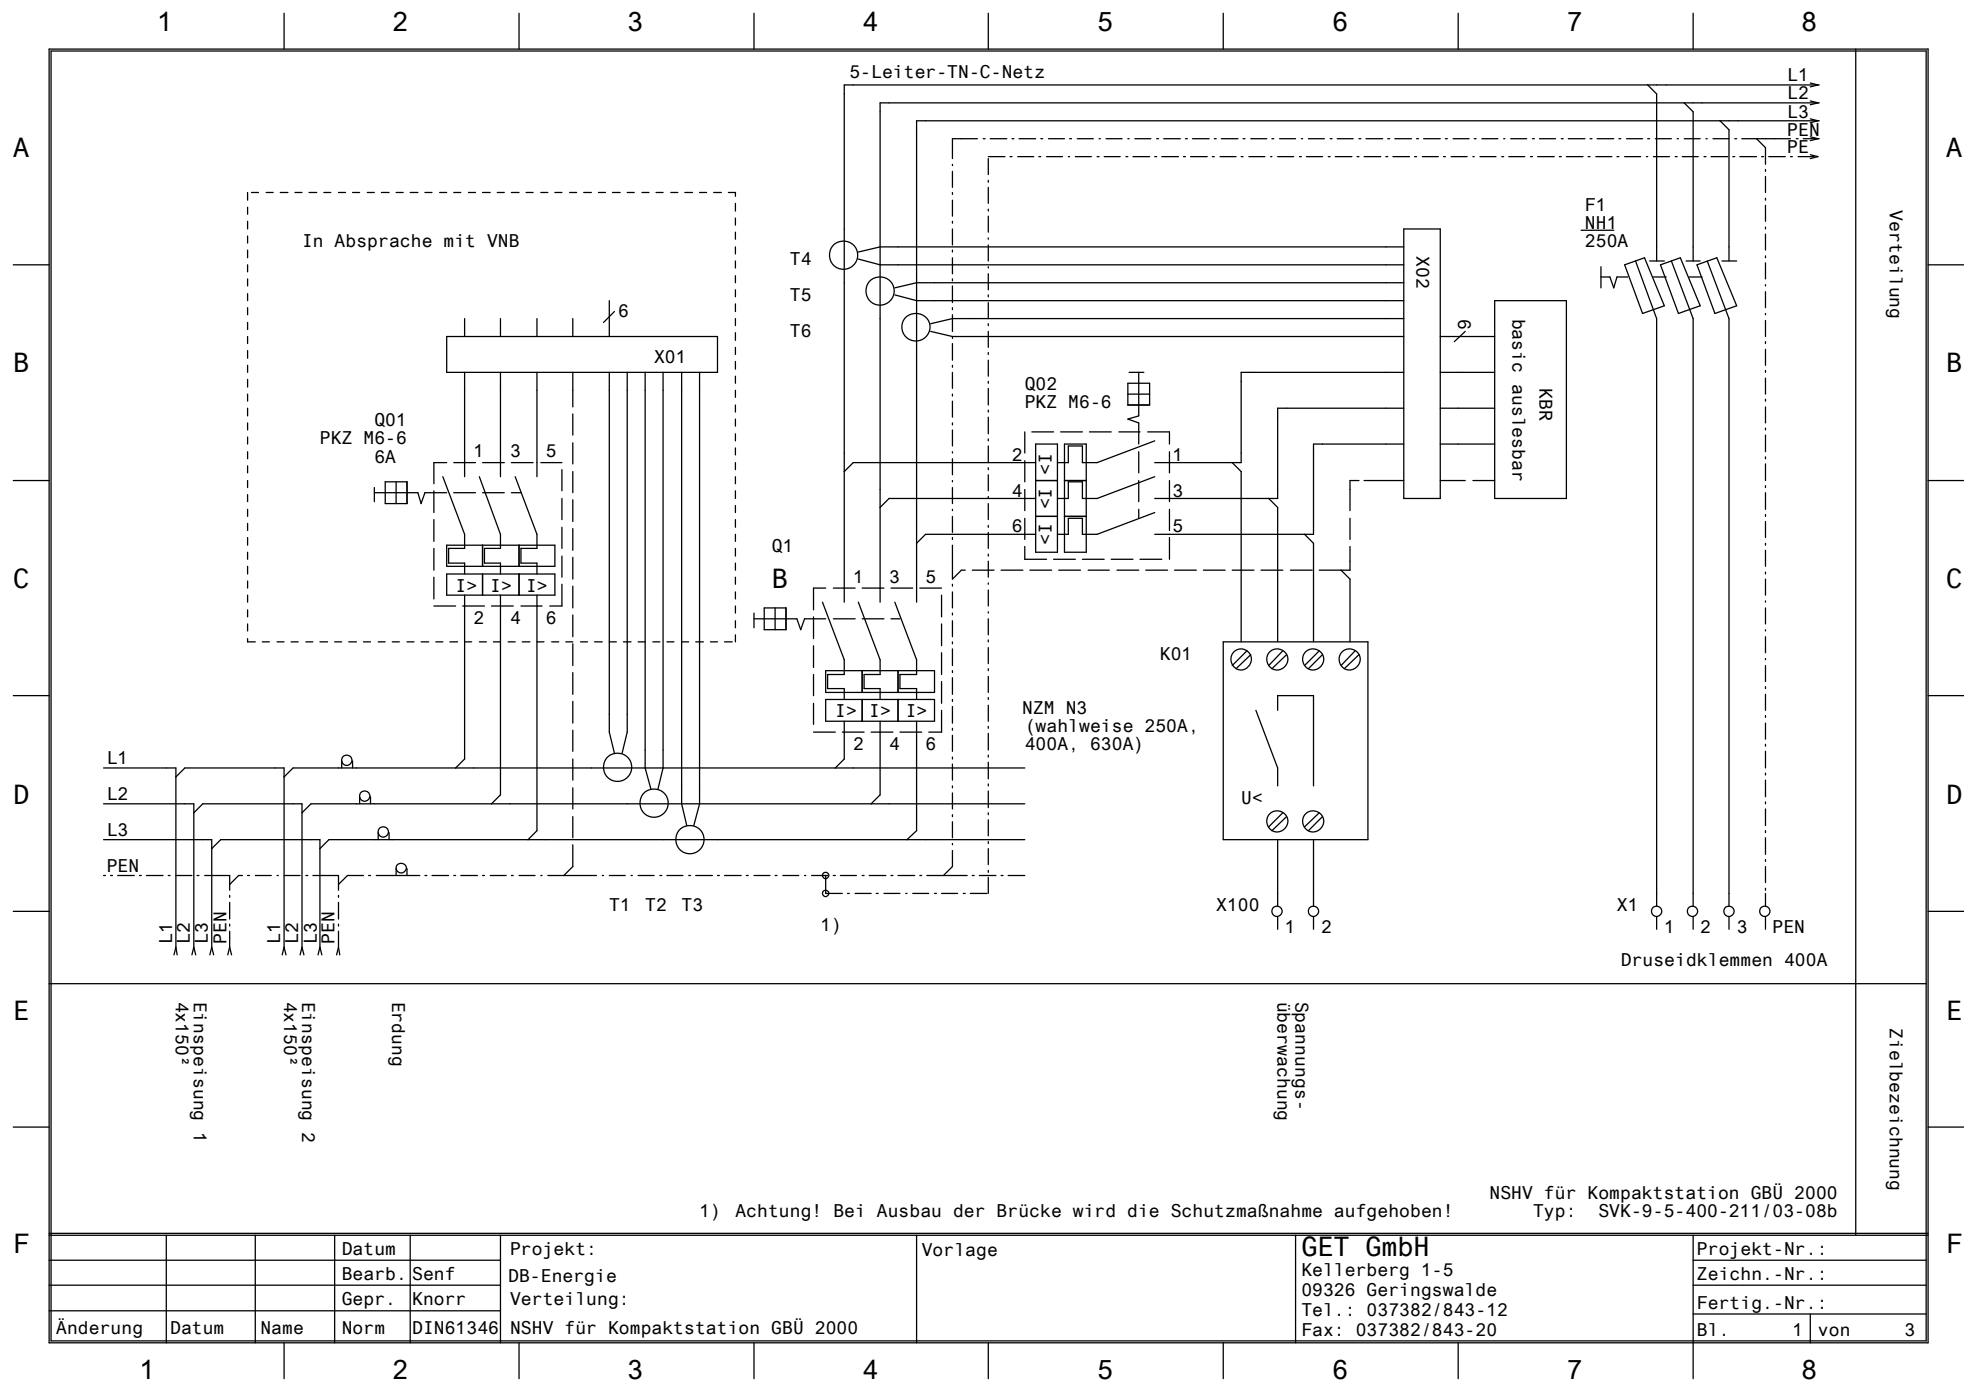 1 2 3 4 5 6 7 8
5-Leiter-TN-C-Netz
L1
L2
L3
PEN
PE
A A
In Absprache mit VNB
F1
NH1
250A
Verteilung
T4
T5
T6
X02
6
X01
6
B B
basic auslesbar
KBR
Q02
PKZ M6-6
Q01
PKZ M6-6
6A
1 3 5
2 I> 1
4 I> 3
6 I> 5
I> I> I>
2 4 6
C C
Q1
B
1 3 5
K01
I> I> I>
2 4 6
NZM N3
(wahlweise 250A,
400A, 630A)
L1
L2
L3
PEN
D D
U<
T1 T2 T3
1)
X100
1 2
X1
1 2 3 PEN
L1 L2 L3 PEN
L1 L2 L3 PEN
Druseidklemmen 400A
E E
Einspeisung 1
4x150²
Einspeisung 2
4x150²
Erdung
Spannungs-
überwachung
Zielbezeichnung
NSHV für Kompaktstation GBÜ 2000
1) Achtung! Bei Ausbau der Brücke wird die Schutzmaßnahme aufgehoben!
Typ: SVK-9-5-400-211/03-08b
F F
Datum
Bearb. Senf
Gepr. Knorr
Änderung Datum Name Norm DIN61346
Projekt:
DB-Energie
Verteilung:
NSHV für Kompaktstation GBÜ 2000
Vorlage
GET GmbH
Kellerberg 1-5
09326 Geringswalde
Tel.: 037382/843-12
Fax: 037382/843-20
Projekt-Nr.:
Zeichn.-Nr.:
Fertig.-Nr.:
Bl. 1 von 3
1 2 3 4 5 6 7 8